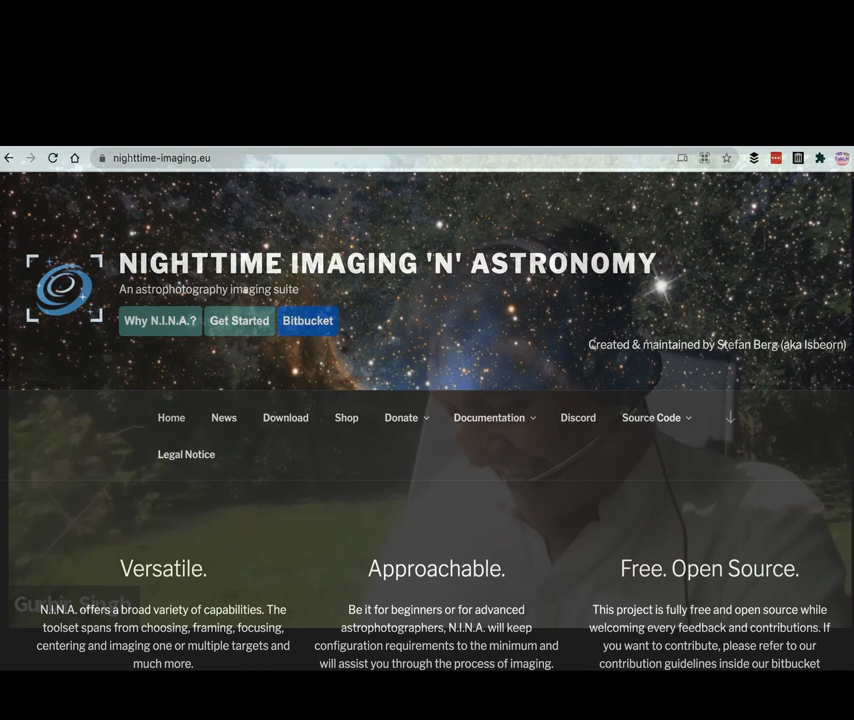 nighttime-imaging.eu
NIGHTTIME IMAGING 'N' ASTRONOMY
An astrophotography imaging suite
Why N.I.N.A.? Get Started Bitbucket
Created & maintained by Stefan Berg (aka Isbeorn)
Home News Download Shop Donate Documentation Discord Source Code
Legal Notice
Versatile. Approachable. Free. Open Source.
Gurbir Singh
N.I.N.A. offers a broad variety of capabilities. The
toolset spans from choosing, framing, focusing,
centering and imaging one or multiple targets and
much more.
Be it for beginners or for advanced
astrophotographers, N.I.N.A. will keep
configuration requirements to the minimum and
will assist you through the process of imaging.
This project is fully free and open source while
welcoming every feedback and contributions. If
you want to contribute, please refer to our
contribution guidelines inside our bitbucket